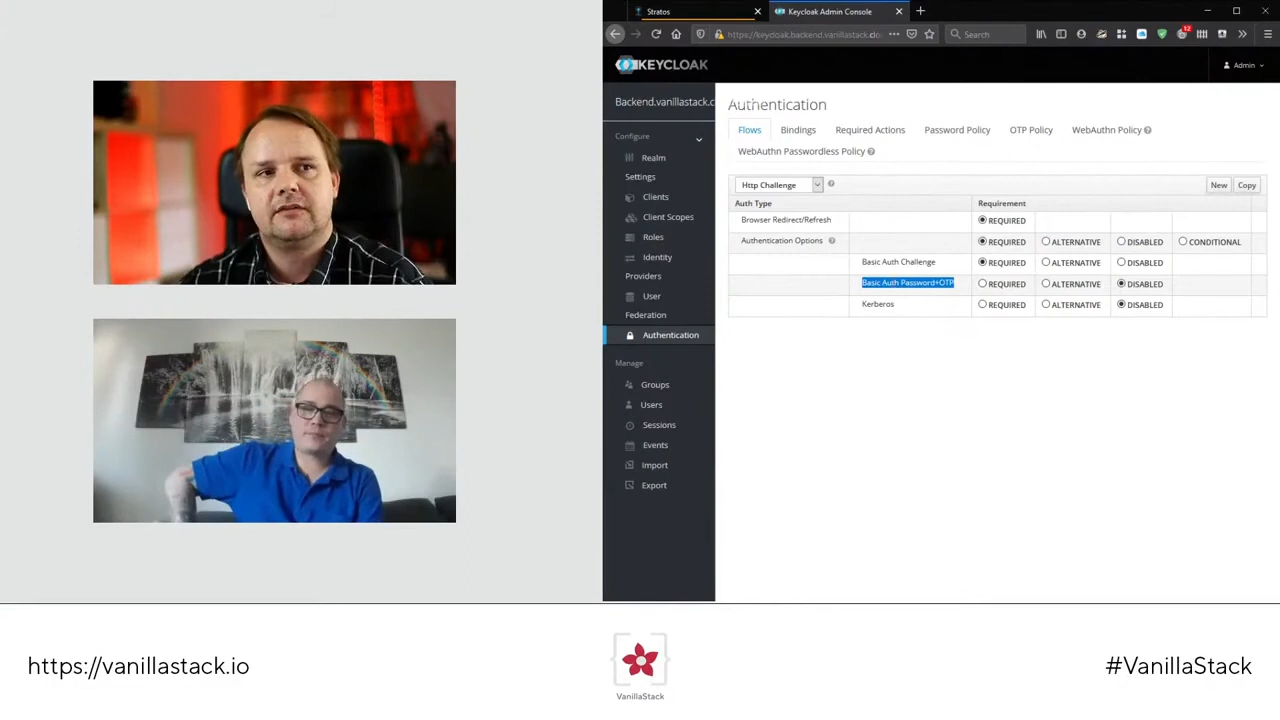 Stratos
Keycloak Admin Console
https://keycloak.backend.vanillastack.clo
Search
12
KEYCLOAK
Admin
Backend.vanillastack.c
Configure
Realm
Settings
Clients
Client Scopes
Roles
Identity
Providers
User
Federation
Authentication
Manage
Groups
Users
Sessions
Events
Import
Export
Authentication
Flows Bindings Required Actions Password Policy OTP Policy WebAuthn Policy
WebAuthn Passwordless Policy
Http Challenge New Copy
Auth Type Requirement
Browser Redirect/Refresh REQUIRED
Authentication Options REQUIRED ALTERNATIVE DISABLED CONDITIONAL
Basic Auth Challenge REQUIRED ALTERNATIVE DISABLED
Basic Auth Password+OTP REQUIRED ALTERNATIVE DISABLED
Kerberos REQUIRED ALTERNATIVE DISABLED
https://vanillastack.io
VanillaStack
#VanillaStack